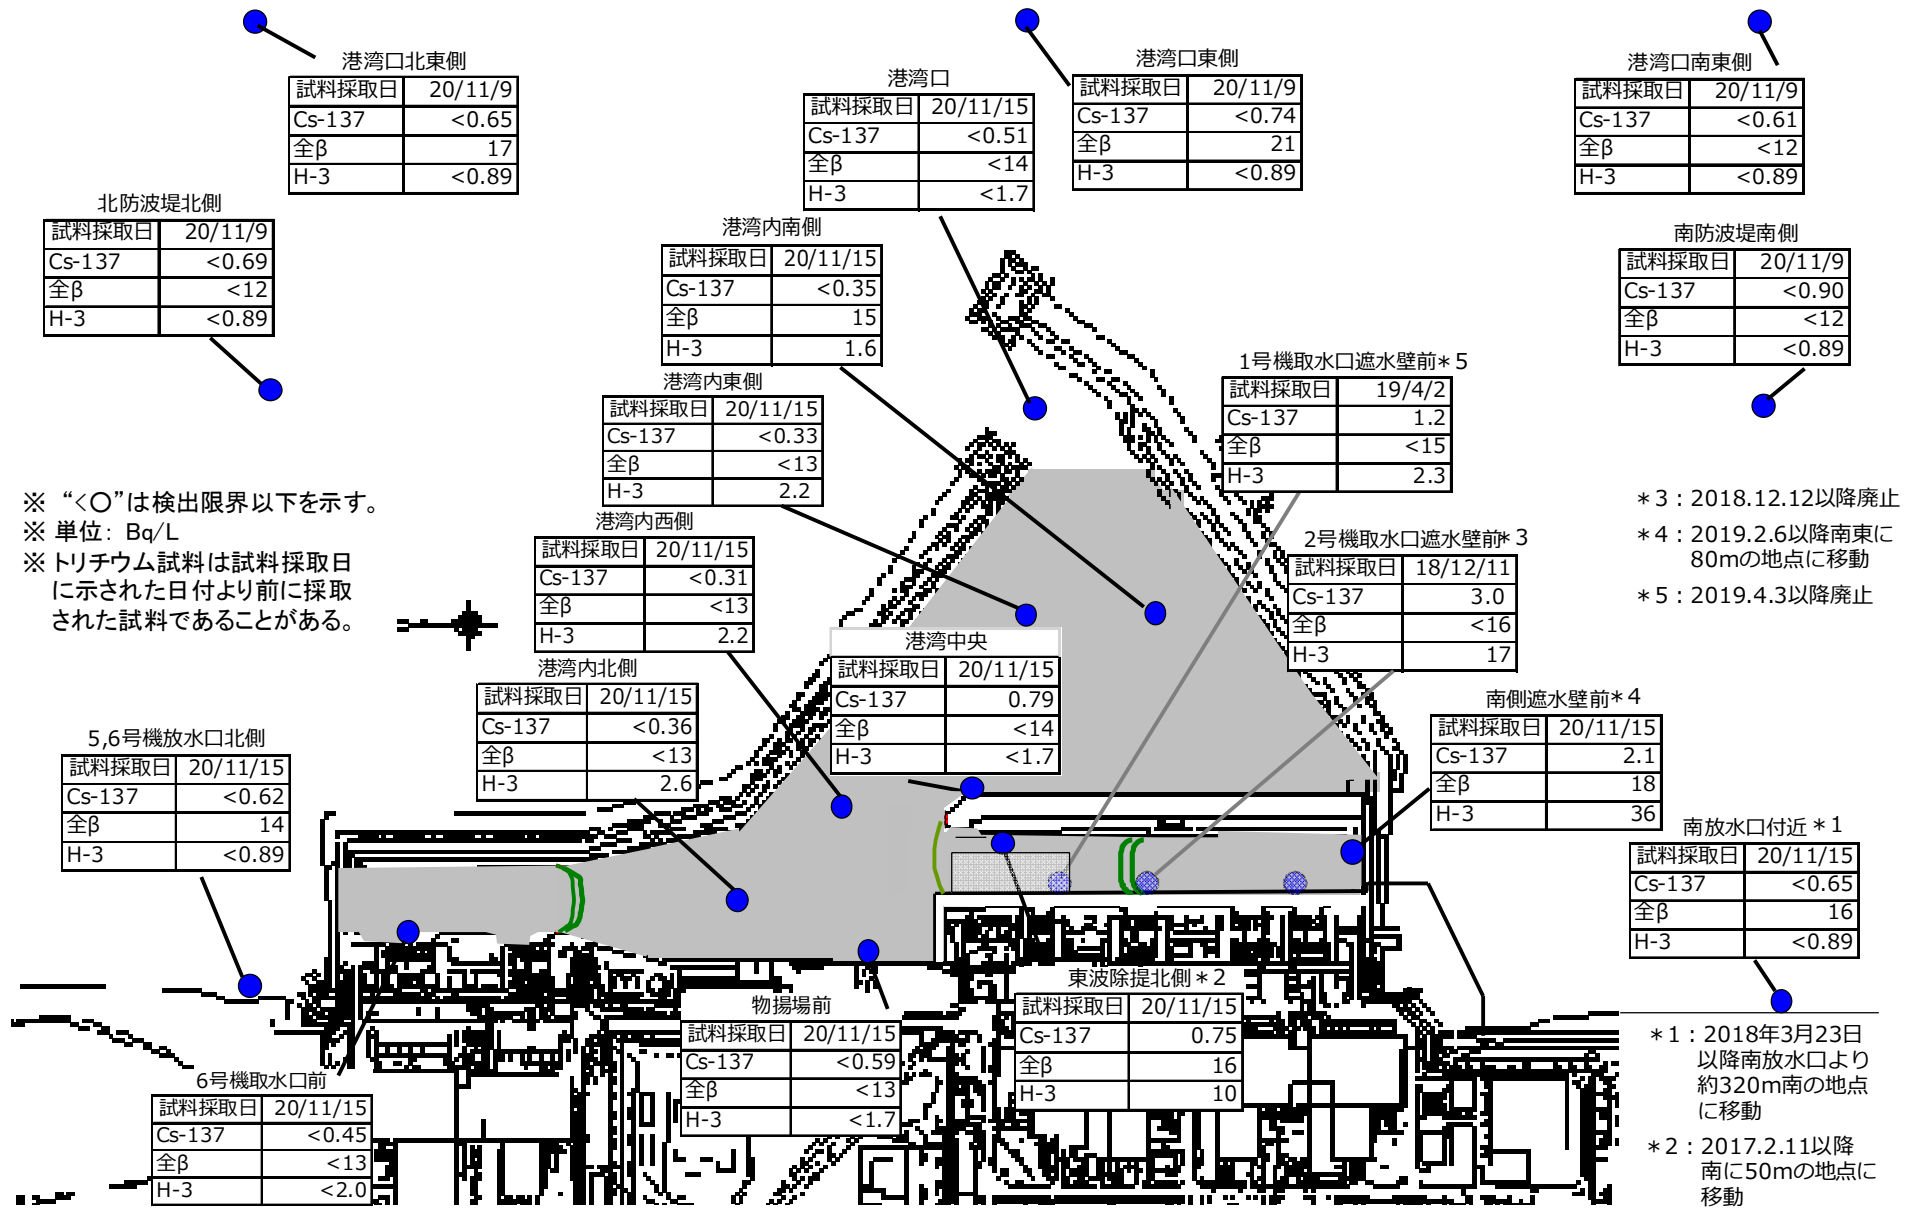 港湾口北東側
試料採取日 20/11/9
Cs-137 <0.65
全β 17
H-3 <0.89
港湾口
試料採取日 20/11/15
Cs-137 <0.51
全β <14
H-3 <1.7
港湾口東側
試料採取日 20/11/9
Cs-137 <0.74
全β 21
H-3 <0.89
港湾口南東側
試料採取日 20/11/9
Cs-137 <0.61
全β <12
H-3 <0.89
北防波堤北側
試料採取日 20/11/9
Cs-137 <0.69
全β <12
H-3 <0.89
港湾内南側
試料採取日 20/11/15
Cs-137 <0.35
全β 15
H-3 1.6
南防波堤南側
試料採取日 20/11/9
Cs-137 <0.90
全β <12
H-3 <0.89
港湾内東側
試料採取日 20/11/15
Cs-137 <0.33
全β <13
H-3 2.2
1号機取水口遮水壁前*5
試料採取日 19/4/2
Cs-137 1.2
全β <15
H-3 2.3
※ “<○”は検出限界以下を示す。
※ 単位: Bq/L
※ トリチウム試料は試料採取日
に示された日付より前に採取
された試料であることがある。
港湾内西側
試料採取日 20/11/15
Cs-137 <0.31
全β <13
H-3 2.2
2号機取水口遮水壁前*3
試料採取日 18/12/11
Cs-137 3.0
全β <16
H-3 17
*3:2018.12.12以降廃止
*4:2019.2.6以降南東に
80mの地点に移動
*5:2019.4.3以降廃止
港湾中央
試料採取日 20/11/15
Cs-137 0.79
全β <14
H-3 <1.7
港湾内北側
試料採取日 20/11/15
Cs-137 <0.36
全β <13
H-3 2.6
南側遮水壁前*4
試料採取日 20/11/15
Cs-137 2.1
全β 18
H-3 36
5,6号機放水口北側
試料採取日 20/11/15
Cs-137 <0.62
全β 14
H-3 <0.89
南放水口付近*1
試料採取日 20/11/15
Cs-137 <0.65
全β 16
H-3 <0.89
物揚場前
試料採取日 20/11/15
Cs-137 <0.59
全β <13
H-3 <1.7
東波除堤北側*2
試料採取日 20/11/15
Cs-137 0.75
全β 16
H-3 10
6号機取水口前
試料採取日 20/11/15
Cs-137 <0.45
全β <13
H-3 <2.0
*1:2018年3月23日
以降南放水口より
約320m南の地点
に移動
*2:2017.2.11以降
南に50mの地点に
移動